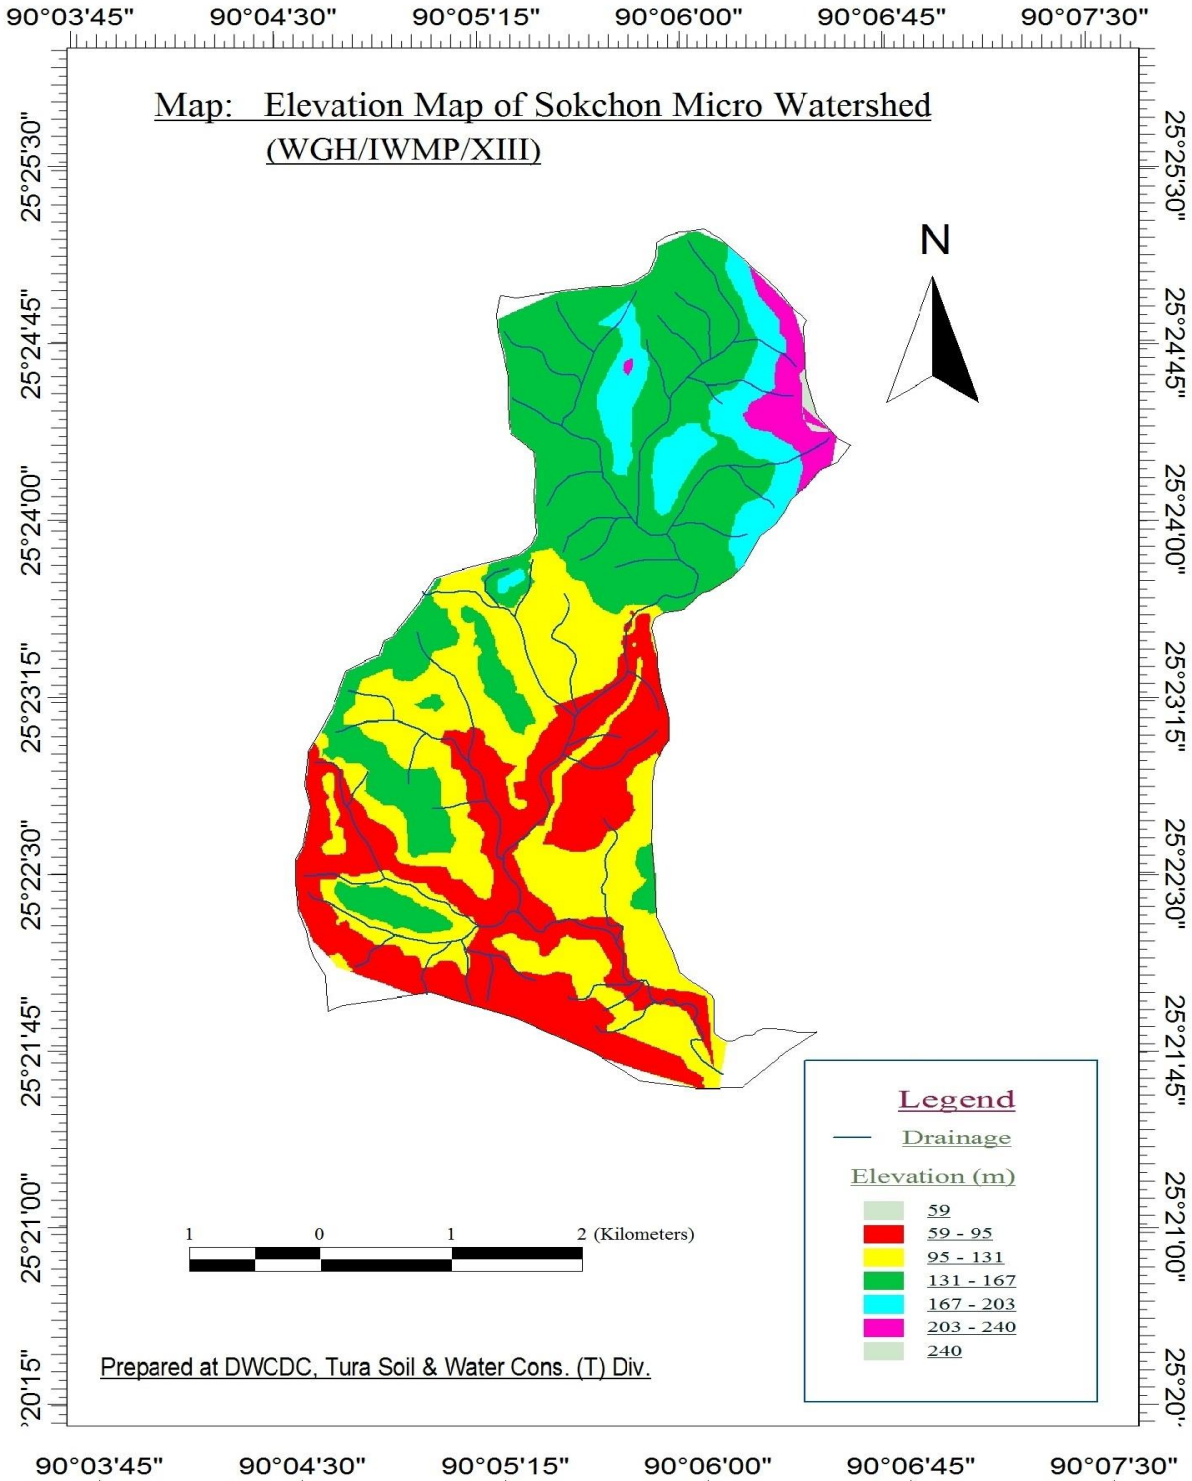 90°03'45" 90°04'30" 90°05'15" 90°06'00" 90°06'45" 90°07'30"
Map: Elevation Map of Sokchon Micro Watershed
(WGH/IWMP/XIII)
N
25°25'30"
25°24'45"
25°24'00"
25°23'15"
25°22'30"
25°21'45"
25°21'00"
°20'15"
25°25'30"
25°24'45"
25°24'00"
25°23'15"
25°22'30"
25°21'45"
25°21'00"
25°20'
Legend
Drainage
Elevation (m)
59
59 - 95
95 - 131
131 - 167
167 - 203
203 - 240
240
1 0 1 2 (Kilometers)
Prepared at DWCDC, Tura Soil & Water Cons. (T) Div.
90°03'45" 90°04'30" 90°05'15" 90°06'00" 90°06'45" 90°07'30"